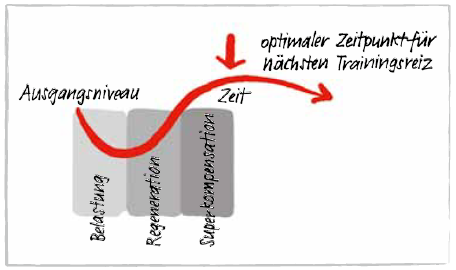 optimaler Zeitpunkt für
nächsten Trainingsreiz
Ausgangsniveau
Zeit
Belastung
Regeneration
Superkompensation